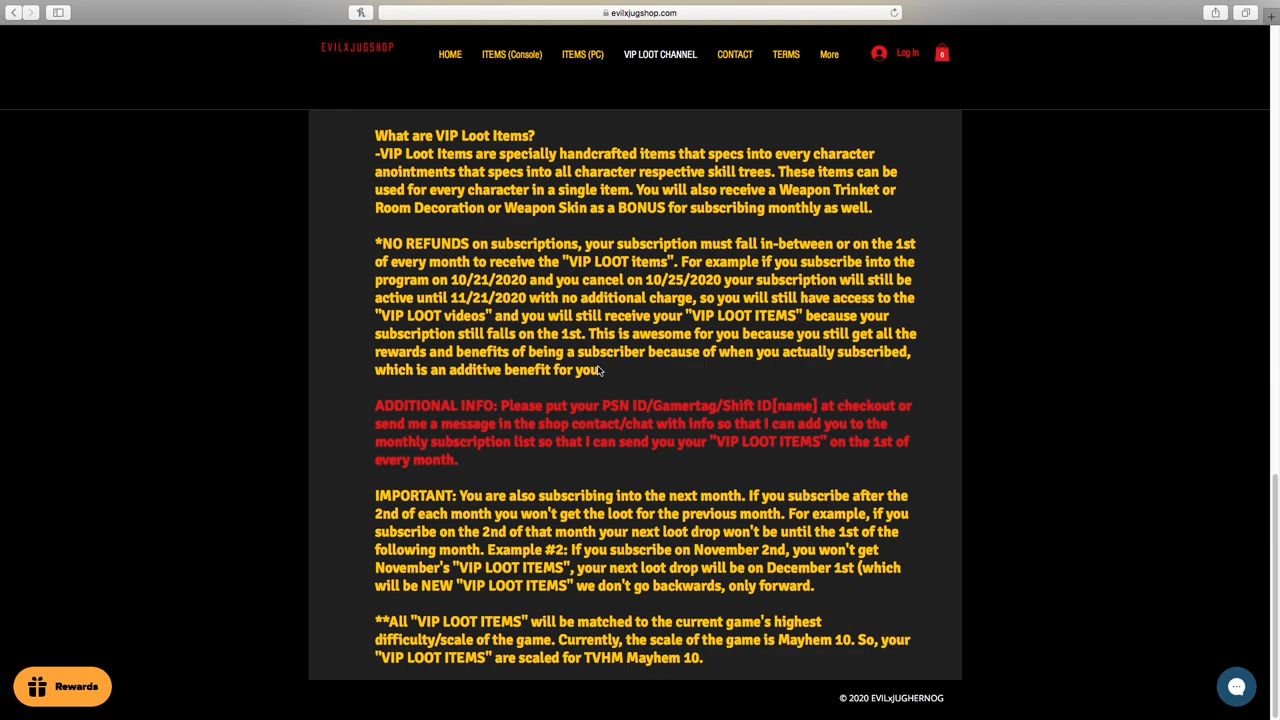 evilxjugshop.com
EVILXJUGSHOP
HOME ITEMS (Console) ITEMS (PC) VIP LOOT CHANNEL CONTACT TERMS More Log In 0
What are VIP Loot Items?
-VIP Loot Items are specially handcrafted items that specs into every character
anointments that specs into all character respective skill trees. These items can be
used for every character in a single item. You will also receive a Weapon Trinket or
Room Decoration or Weapon Skin as a BONUS for subscribing monthly as well.
*NO REFUNDS on subscriptions, your subscription must fall in-between or on the 1st
of every month to receive the "VIP LOOT items". For example if you subscribe into the
program on 10/21/2020 and you cancel on 10/25/2020 your subscription will still be
active until 11/21/2020 with no additional charge, so you will still have access to the
"VIP LOOT videos" and you will still receive your "VIP LOOT ITEMS" because your
subscription still falls on the 1st. This is awesome for you because you still get all the
rewards and benefits of being a subscriber because of when you actually subscribed,
which is an additive benefit for you.
ADDITIONAL INFO: Please put your PSN ID/Gamertag/Shift ID[name] at checkout or
send me a message in the shop contact/chat with info so that I can add you to the
monthly subscription list so that I can send you your "VIP LOOT ITEMS" on the 1st of
every month.
IMPORTANT: You are also subscribing into the next month. If you subscribe after the
2nd of each month you won't get the loot for the previous month. For example, if you
subscribe on the 2nd of that month your next loot drop won't be until the 1st of the
following month. Example #2: If you subscribe on November 2nd, you won't get
November's "VIP LOOT ITEMS", your next loot drop will be on December 1st (which
will be NEW "VIP LOOT ITEMS" we don't go backwards, only forward.
**All "VIP LOOT ITEMS" will be matched to the current game's highest
difficulty/scale of the game. Currently, the scale of the game is Mayhem 10. So, your
"VIP LOOT ITEMS" are scaled for TVHM Mayhem 10.
Rewards
© 2020 EVILxJUGHERNOG